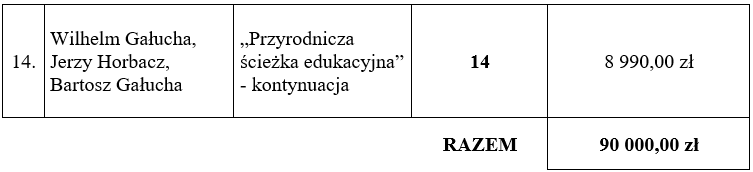 14.
Wilhelm Gałucha,
Jerzy Horbacz,
Bartosz Gałucha
„Przyrodnicza
ścieżka edukacyjna”
- kontynuacja
14
8 990,00 zł
RAZEM
90 000,00 zł